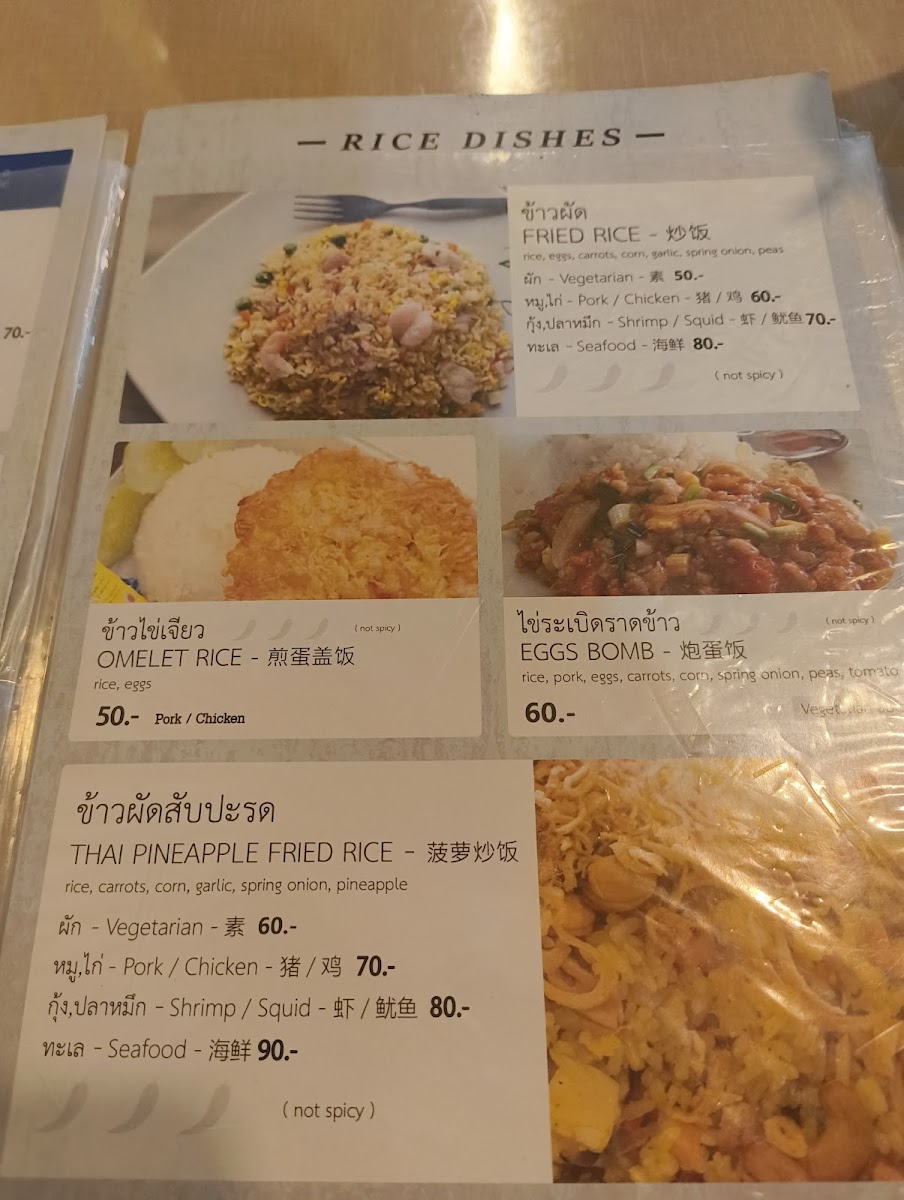 70.-
— RICE DISHES —
ข้าวผัด
FRIED RICE - 炒饭
rice, eggs, carrots, corn, garlic, spring onion, peas
ผัก - Vegetarian - 素 50.-
หมู,ไก่ - Pork / Chicken - 猪 / 鸡 60.-
กุ้ง,ปลาหมึก - Shrimp / Squid - 虾 / 鱿鱼 70.-
ทะเล - Seafood - 海鲜 80.-
( not spicy )
ข้าวไข่เจียว ( not spicy )
OMELET RICE - 煎蛋盖饭
rice, eggs
50.- Pork / Chicken
ไข่ระเบิดราดข้าว ( not spicy )
EGGS BOMB - 炮蛋饭
rice, pork, eggs, carrots, corn, spring onion, peas, tomato
60.-
ข้าวผัดสับปะรด
THAI PINEAPPLE FRIED RICE - 菠萝炒饭
rice, carrots, corn, garlic, spring onion, pineapple
ผัก - Vegetarian - 素 60.-
หมู,ไก่ - Pork / Chicken - 猪 / 鸡 70.-
กุ้ง,ปลาหมึก - Shrimp / Squid - 虾 / 鱿鱼 80.-
ทะเล - Seafood - 海鲜 90.-
( not spicy )